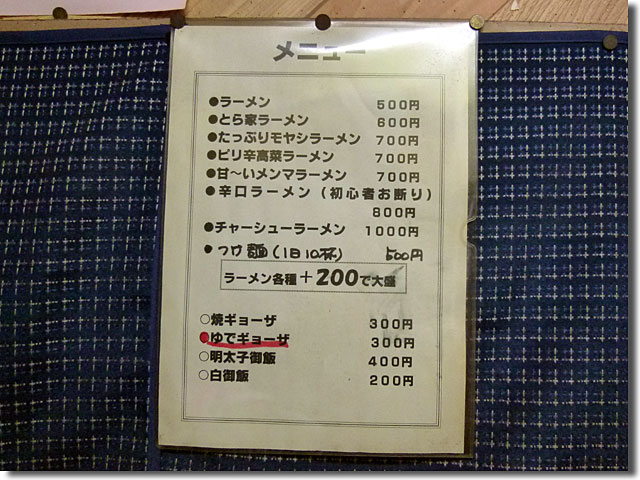 メニュー
●ラーメン 500円
●とら家ラーメン 600円
●たっぷりモヤシラーメン 700円
●ピリ辛高菜ラーメン 700円
●甘〜いメンマラーメン 700円
●辛口ラーメン（初心者お断り）
800円
●チャーシューラーメン 1000円
●つけ麺(1日10杯) 500円
ラーメン各種+200で大盛
○焼ギョーザ 300円
●ゆでギョーザ 300円
○明太子御飯 400円
○白御飯 200円